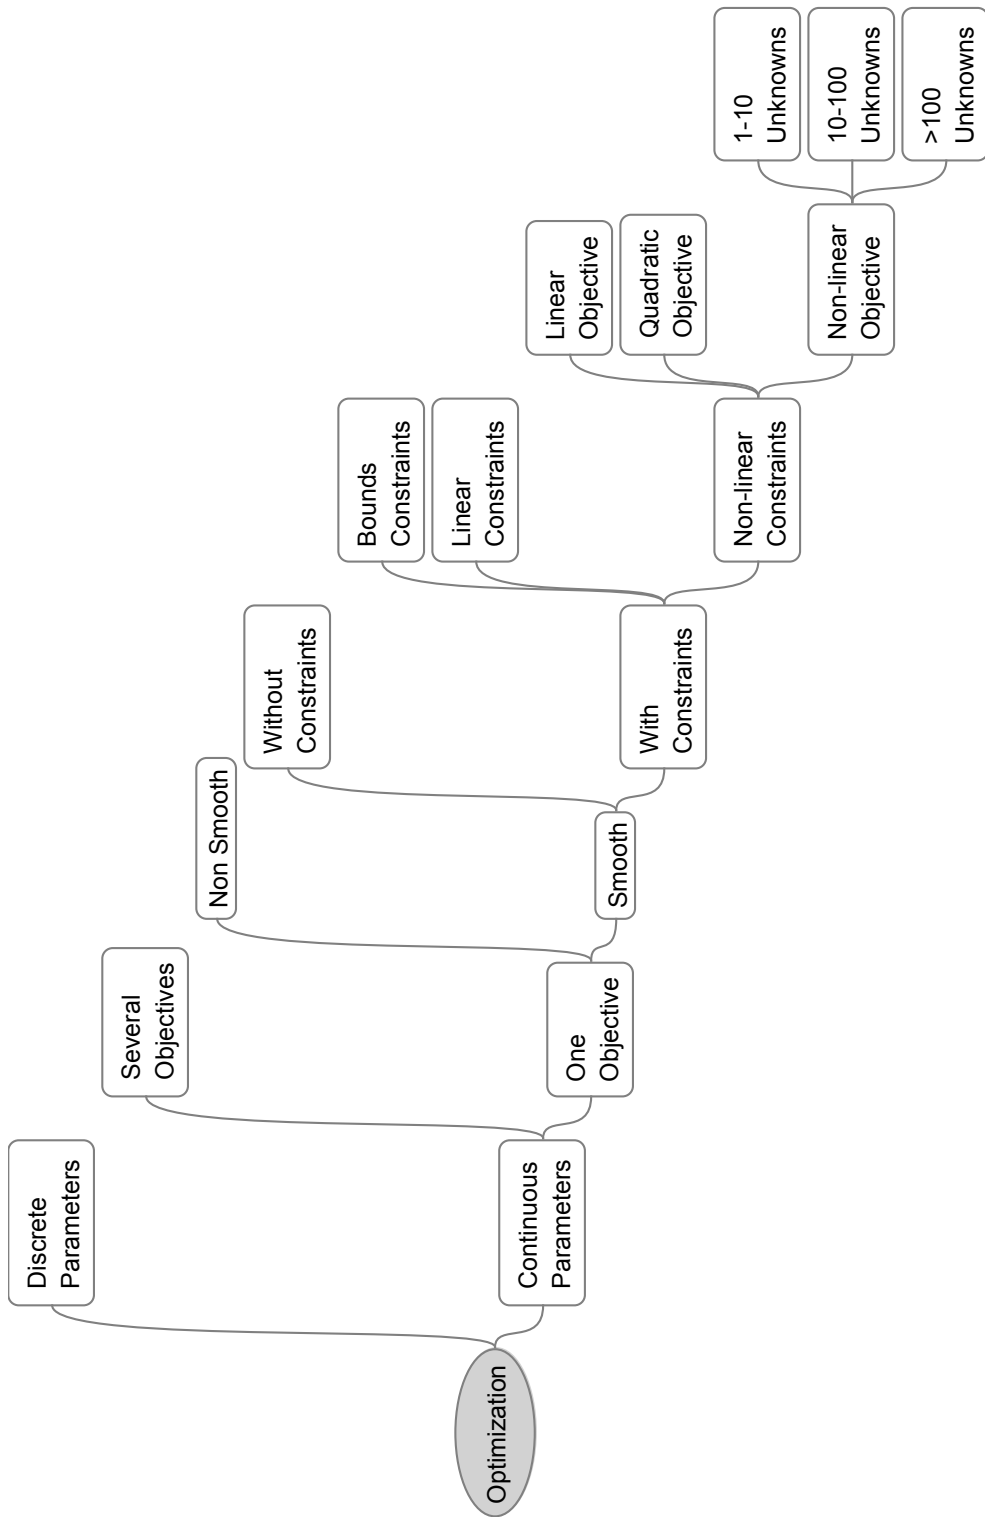 Optimization
Discrete
Parameters
Continuous
Parameters
Several
Objectives
One
Objective
Non Smooth
Smooth
Without
Constraints
With
Constraints
Bounds
Constraints
Linear
Constraints
Non-linear
Constraints
Linear
Objective
Quadratic
Objective
Non-linear
Objective
1-10
Unknowns
10-100
Unknowns
>100
Unknowns